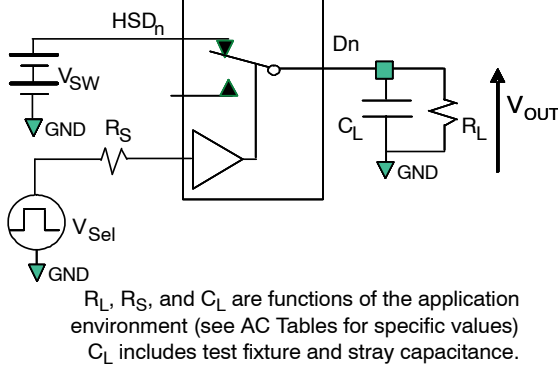 HSDn
Dn
VSW
GND
RS
CL
RL
VOUT
GND
VSel
GND
RL, RS, and CL are functions of the application
environment (see AC Tables for specific values)
CL includes test fixture and stray capacitance.